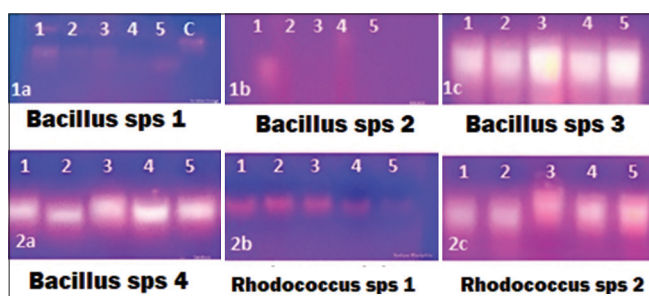 1 2 3 4 5 C
1a
Bacillus sps 1
1 2 3 4 5
1b
Bacillus sps 2
1 2 3 4 5
1c
Bacillus sps 3
1 2 3 4 5
2a
Bacillus sps 4
1 2 3 4 5
2b
Rhodococcus sps 1
1 2 3 4 5
2c
Rhodococcus sps 2